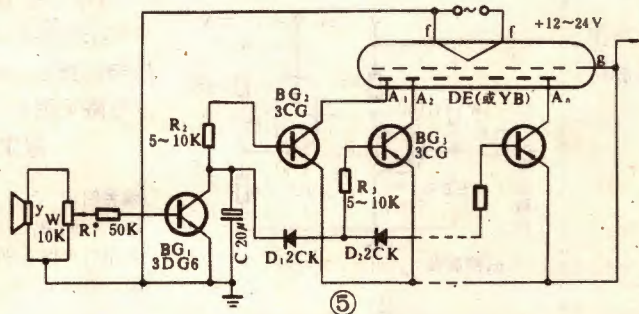 f ~ f +12~24V
g
A₁ A₂ DE(或YB) Aₙ
BG₂
3CG
R₂
5~10K
BG₃
3CG
R₃
5~10K
y W
10K
R₁* 50K
BG₁
3DG6
C 20μ
D₁2CK D₂2CK
⑤